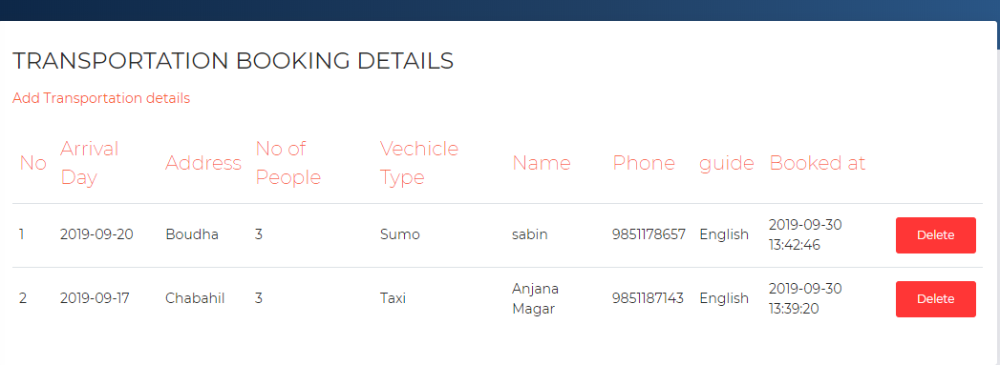 TRANSPORTATION BOOKING DETAILS
Add Transportation details
No Arrival Day Address No of People Vechicle Type Name Phone guide Booked at
1 2019-09-20 Boudha 3 Sumo sabin 9851178657 English 2019-09-30 13:42:46 Delete
2 2019-09-17 Chabahil 3 Taxi Anjana Magar 9851187143 English 2019-09-30 13:39:20 Delete